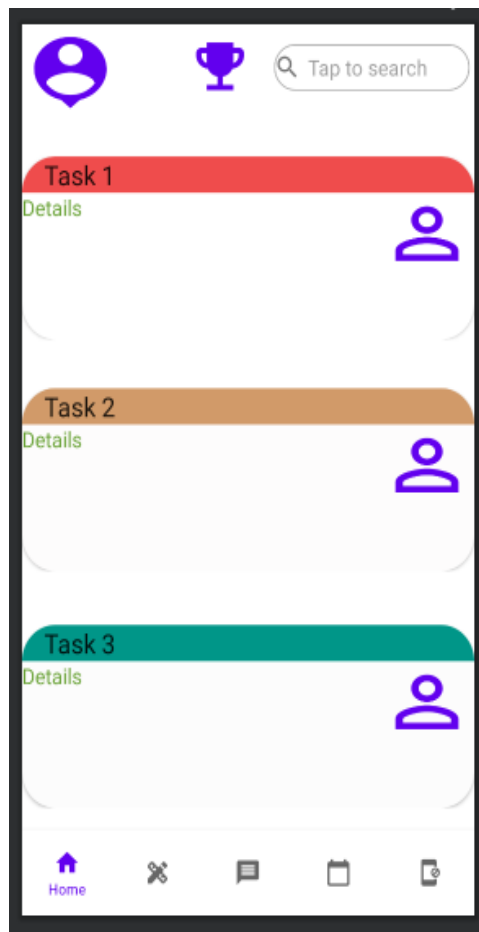 Tap to search
Task 1
Details
Task 2
Details
Task 3
Details
Home